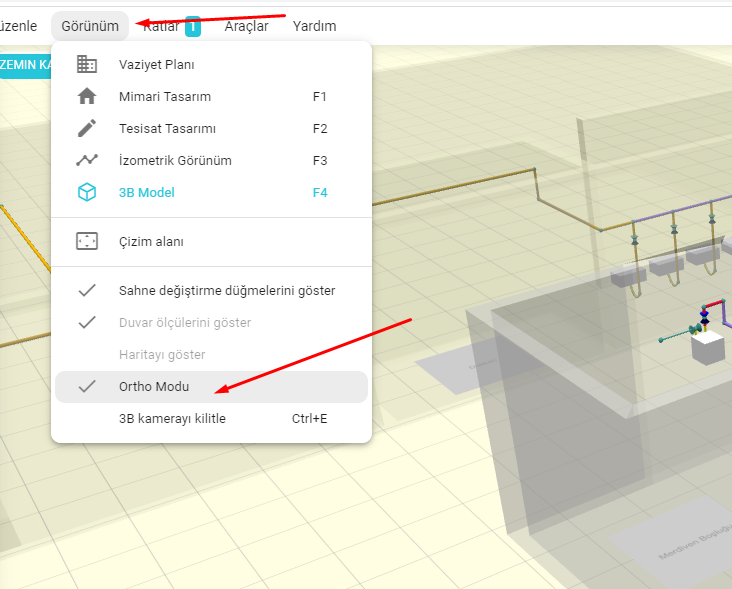 üzenle Görünüm Katlar 1 Araçlar Yardım
ZEMIN KA
Vaziyet Planı
Mimari Tasarım F1
Tesisat Tasarımı F2
İzometrik Görünüm F3
3B Model F4
Çizim alanı
Sahne değiştirme düğmelerini göster
Duvar ölçülerini göster
Haritayı göster
Ortho Modu
3B kamerayı kilitle Ctrl+E
Merdiven Boşluğu